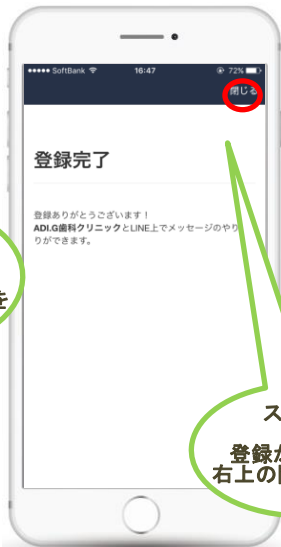 ●●●●● SoftBank 16:47 72%
閉じる
登録完了
登録ありがとうございます！
ADI.G歯科クリニックとLINE上でメッセージのやり
りができます。
を
ス
登録が
右上の